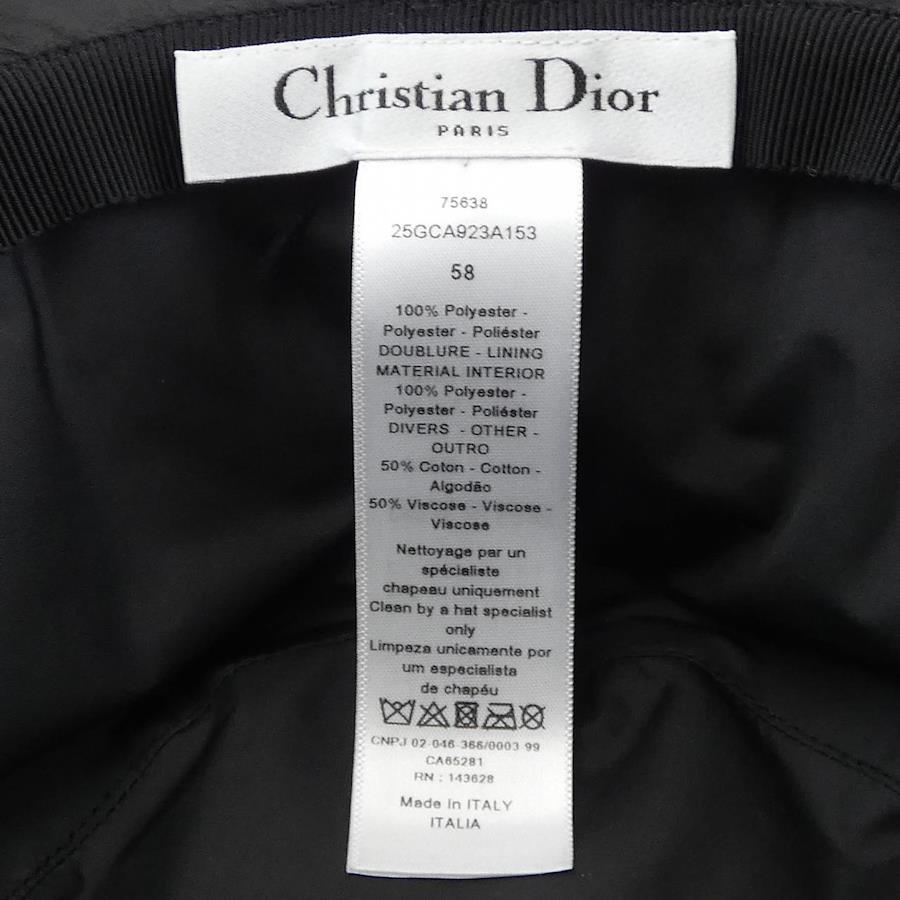 Christian Dior
PARIS
75638
25GCA923A153
58
100% Polyester -
Polyester - Poliéster
DOUBLURE - LINING
MATERIAL INTERIOR
100% Polyester -
Polyester - Poliéster
DIVERS - OTHER -
OUTRO
50% Coton - Cotton -
Algodão
50% Viscose - Viscose -
Viscose
Nettoyage par un
spécialiste
chapeau uniquement
Clean by a hat specialist
only
Limpeza unicamente por
um especialista
de chapéu
CNPJ 02-046-366/0003 99
CA65281
RN : 143628
Made in ITALY
ITALIA